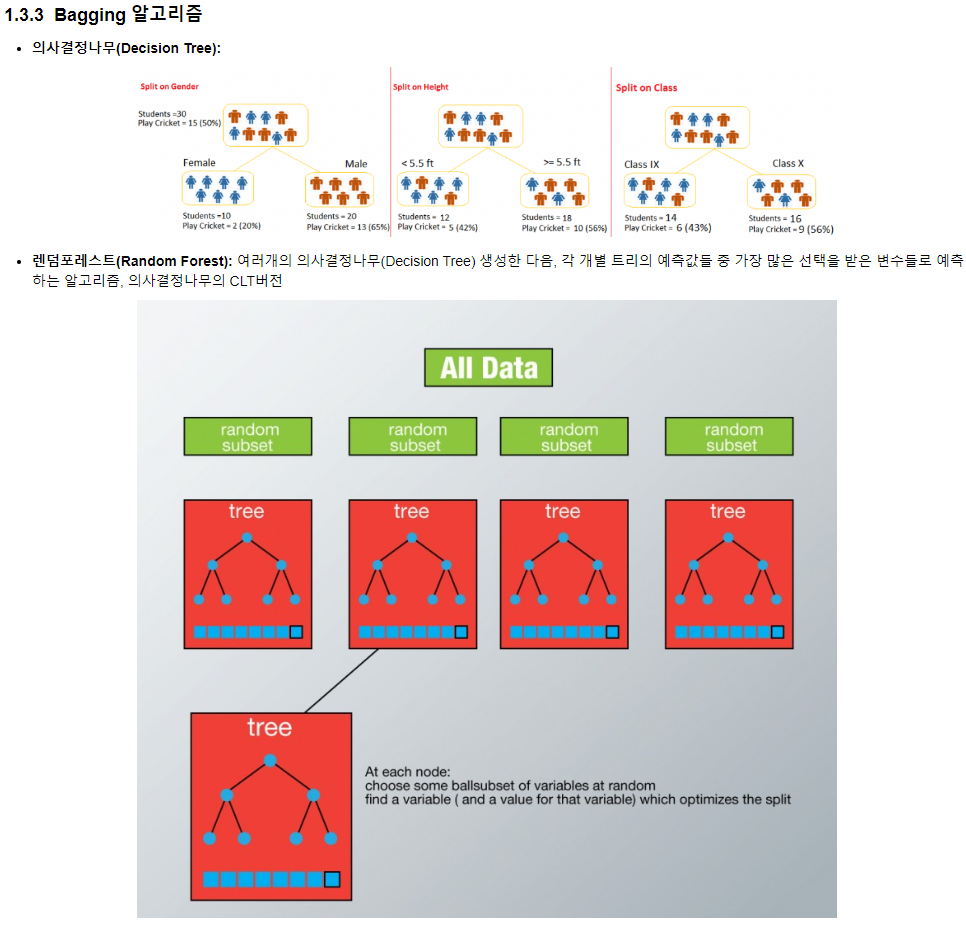 1.3.3 Bagging 알고리즘
• 의사결정나무(Decision Tree):
Split on Gender
Students =30
Play Cricket = 15 (50%)
Female
Male
Students =10
Play Cricket = 2 (20%)
Students = 20
Play Cricket = 13 (65%)
Split on Height
< 5.5 ft
>= 5.5 ft
Students = 12
Play Cricket = 5 (42%)
Students = 18
Play Cricket = 10 (56%)
Split on Class
Class IX
Class X
Students = 14
Play Cricket = 6 (43%)
Students = 16
Play Cricket = 9 (56%)
• 렌덤포레스트(Random Forest): 여러개의 의사결정나무(Decision Tree) 생성한 다음, 각 개별 트리의 예측값들 중 가장 많은 선택을 받은 변수들로 예측
하는 알고리즘, 의사결정나무의 CLT버전
All Data
random
subset
random
subset
random
subset
random
subset
tree
tree
tree
tree
tree
At each node:
choose some ballsubset of variables at random
find a variable ( and a value for that variable) which optimizes the split